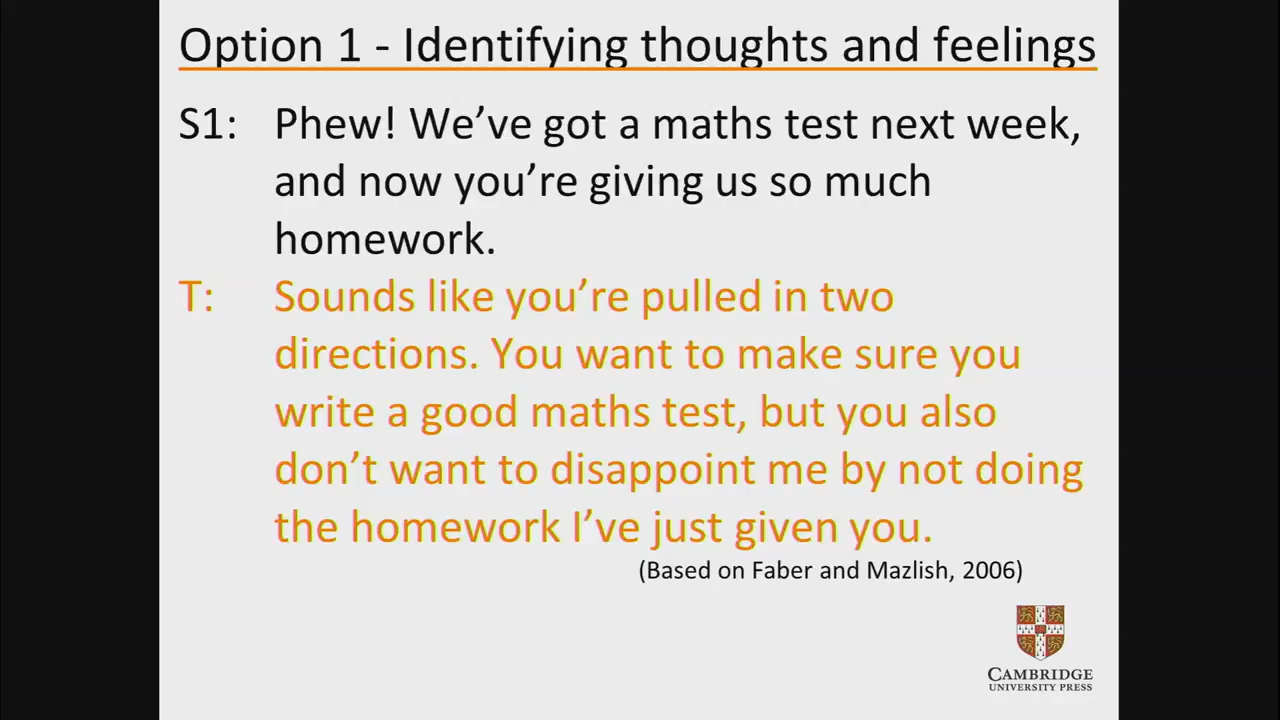 Option 1 - Identifying thoughts and feelings
S1: Phew! We’ve got a maths test next week,
and now you’re giving us so much
homework.
T: Sounds like you’re pulled in two
directions. You want to make sure you
write a good maths test, but you also
don’t want to disappoint me by not doing
the homework I’ve just given you.
(Based on Faber and Mazlish, 2006)
CAMBRIDGE
UNIVERSITY PRESS